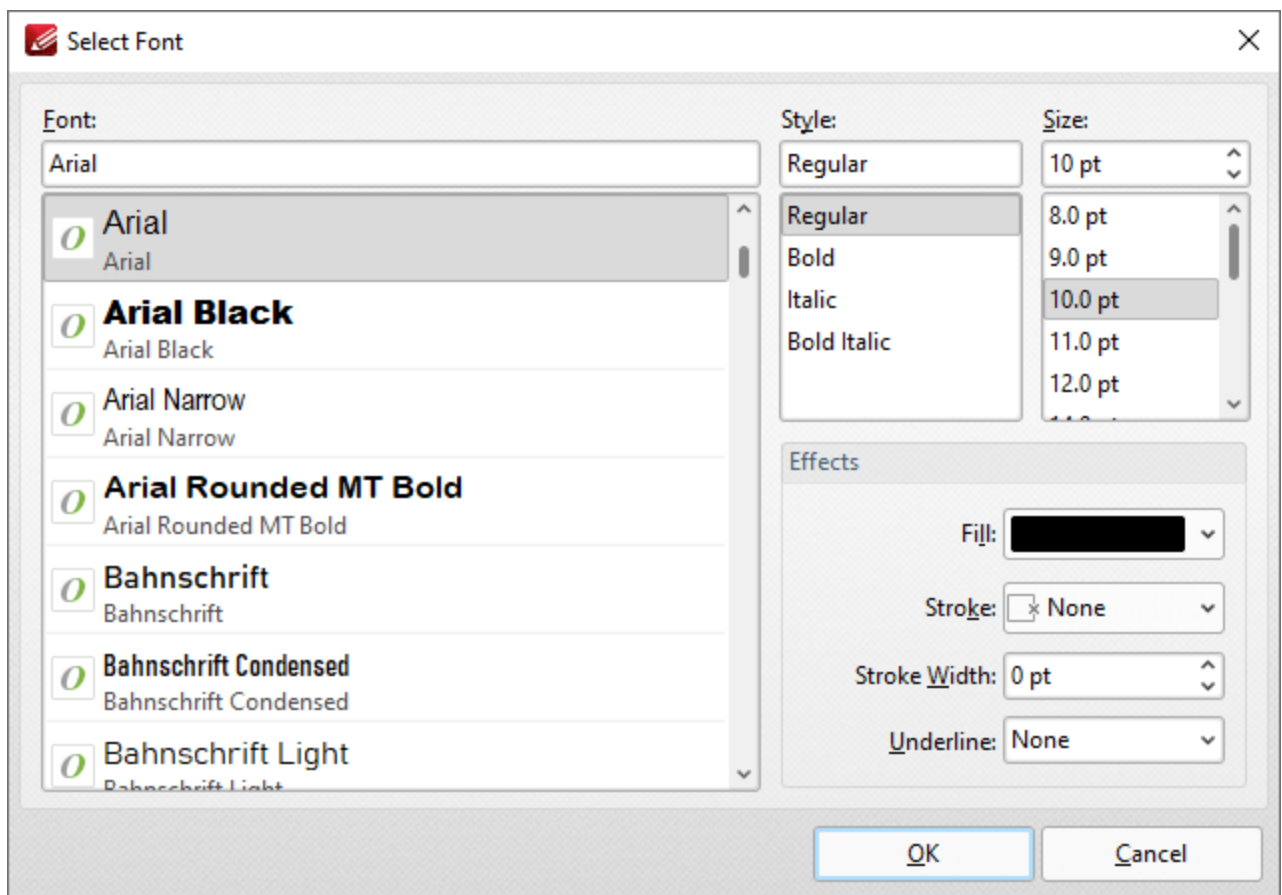 Select Font
Font:
Arial
Arial
Arial
Arial Black
Arial Black
Arial Narrow
Arial Narrow
Arial Rounded MT Bold
Arial Rounded MT Bold
Bahnschrift
Bahnschrift
Bahnschrift Condensed
Bahnschrift Condensed
Bahnschrift Light
Bahnschrift Light
Style:
Regular
Regular
Bold
Italic
Bold Italic
Size:
10 pt
8.0 pt
9.0 pt
10.0 pt
11.0 pt
12.0 pt
Effects
Fill:
Stroke: None
Stroke Width: 0 pt
Underline: None
OK
Cancel